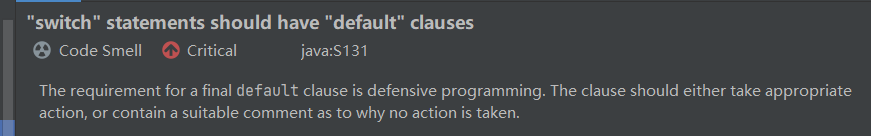 "switch" statements should have "default" clauses
Code Smell Critical java:S131
The requirement for a final default clause is defensive programming. The clause should either take appropriate
action, or contain a suitable comment as to why no action is taken.